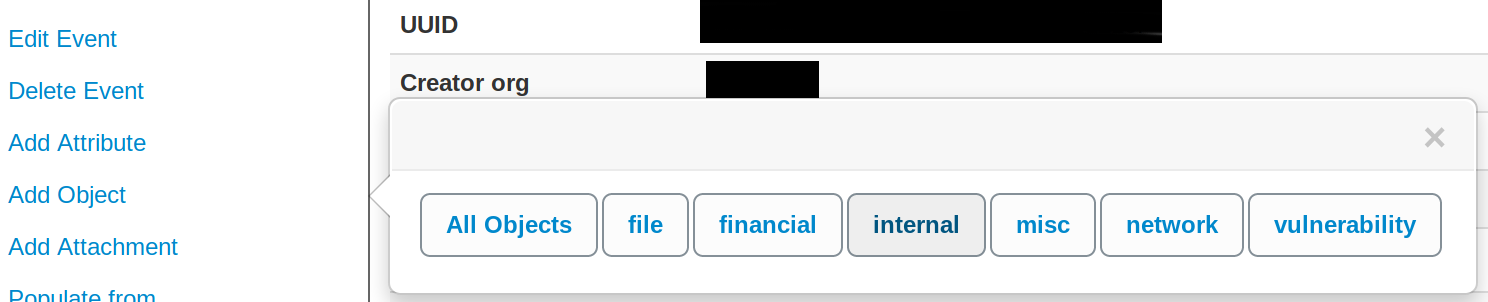 Edit Event
Delete Event
Add Attribute
Add Object
Add Attachment
Populate from
UUID
Creator org
×
All Objects file financial internal misc network vulnerability